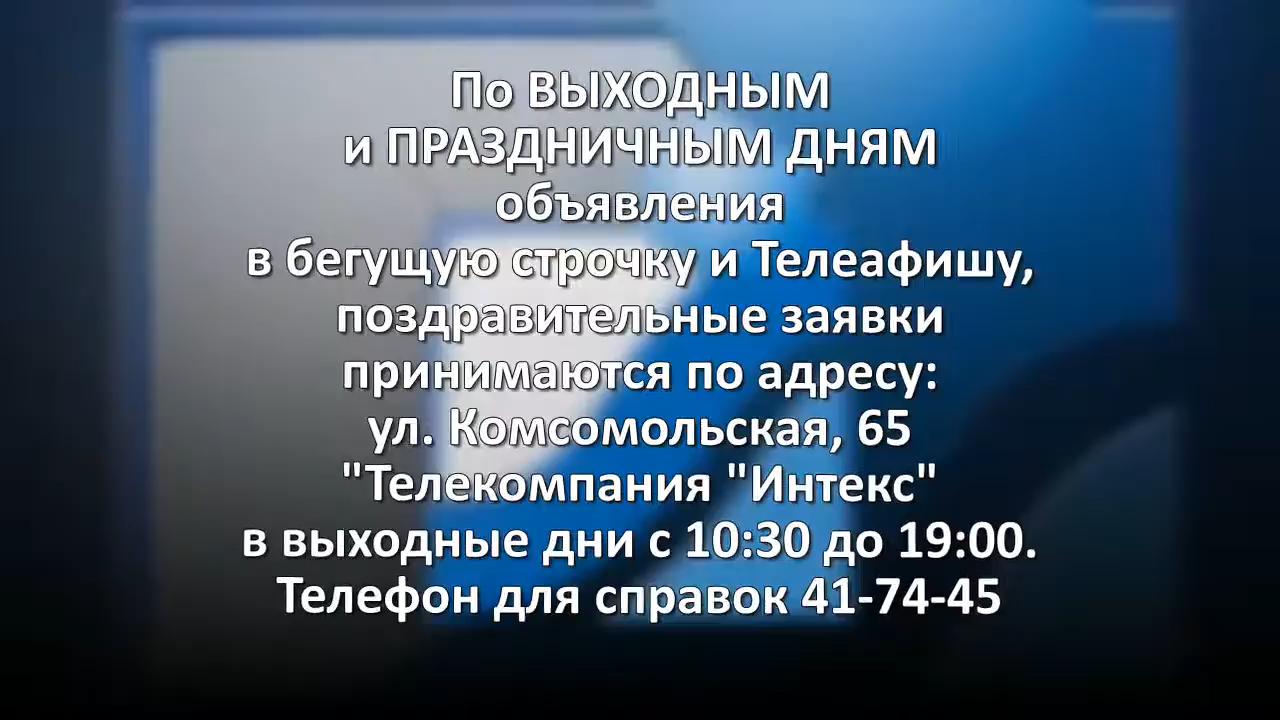 По ВЫХОДНЫМ
и ПРАЗДНИЧНЫМ ДНЯМ
объявления
в бегущую строчку и Телеафишу,
поздравительные заявки
принимаются по адресу:
ул. Комсомольская, 65
"Телекомпания "Интекс"
в выходные дни с 10:30 до 19:00.
Телефон для справок 41-74-45